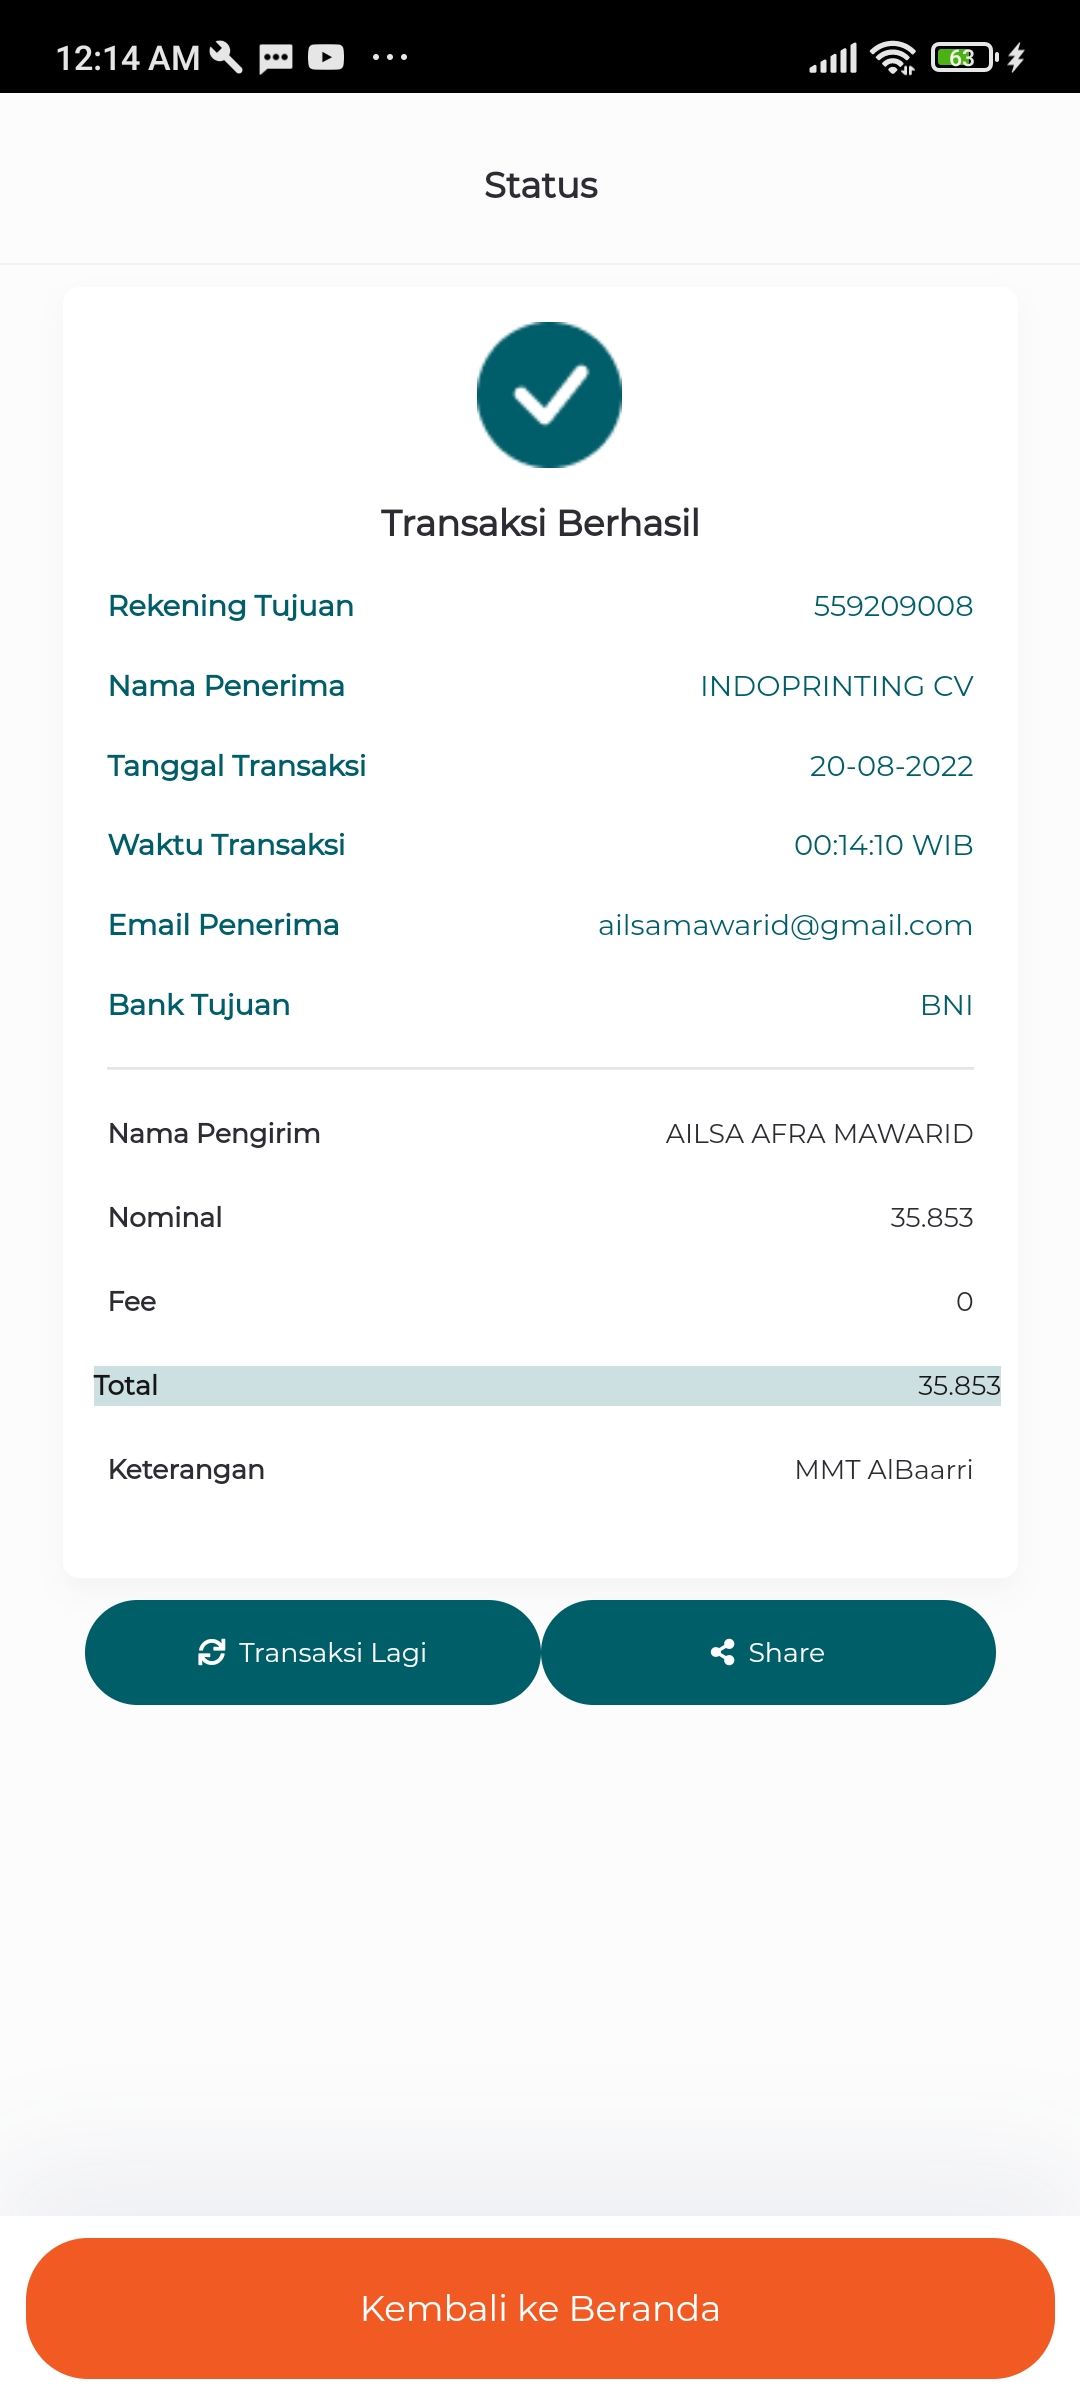 12:14 AM
63
Status
Transaksi Berhasil
Rekening Tujuan 559209008
Nama Penerima INDOPRINTING CV
Tanggal Transaksi 20-08-2022
Waktu Transaksi 00:14:10 WIB
Email Penerima ailsamawarid@gmail.com
Bank Tujuan BNI
Nama Pengirim AILSA AFRA MAWARID
Nominal 35.853
Fee 0
Total 35.853
Keterangan MMT AlBaarri
Transaksi Lagi Share
Kembali ke Beranda